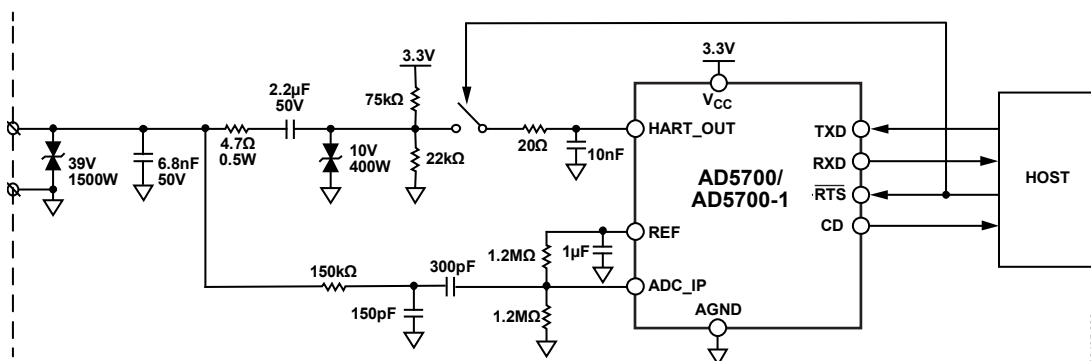 3.3V
3.3V
2.2µF
50V
75kΩ
V_CC
4.7Ω
0.5W
HART_OUT
TXD
39V
1500W
6.8nF
50V
10V
400W
22kΩ
20Ω
10nF
RXD
AD5700/
AD5700-1
RTS
HOST
CD
REF
1.2MΩ
1µF
150kΩ
300pF
ADC_IP
150pF
1.2MΩ
AGND